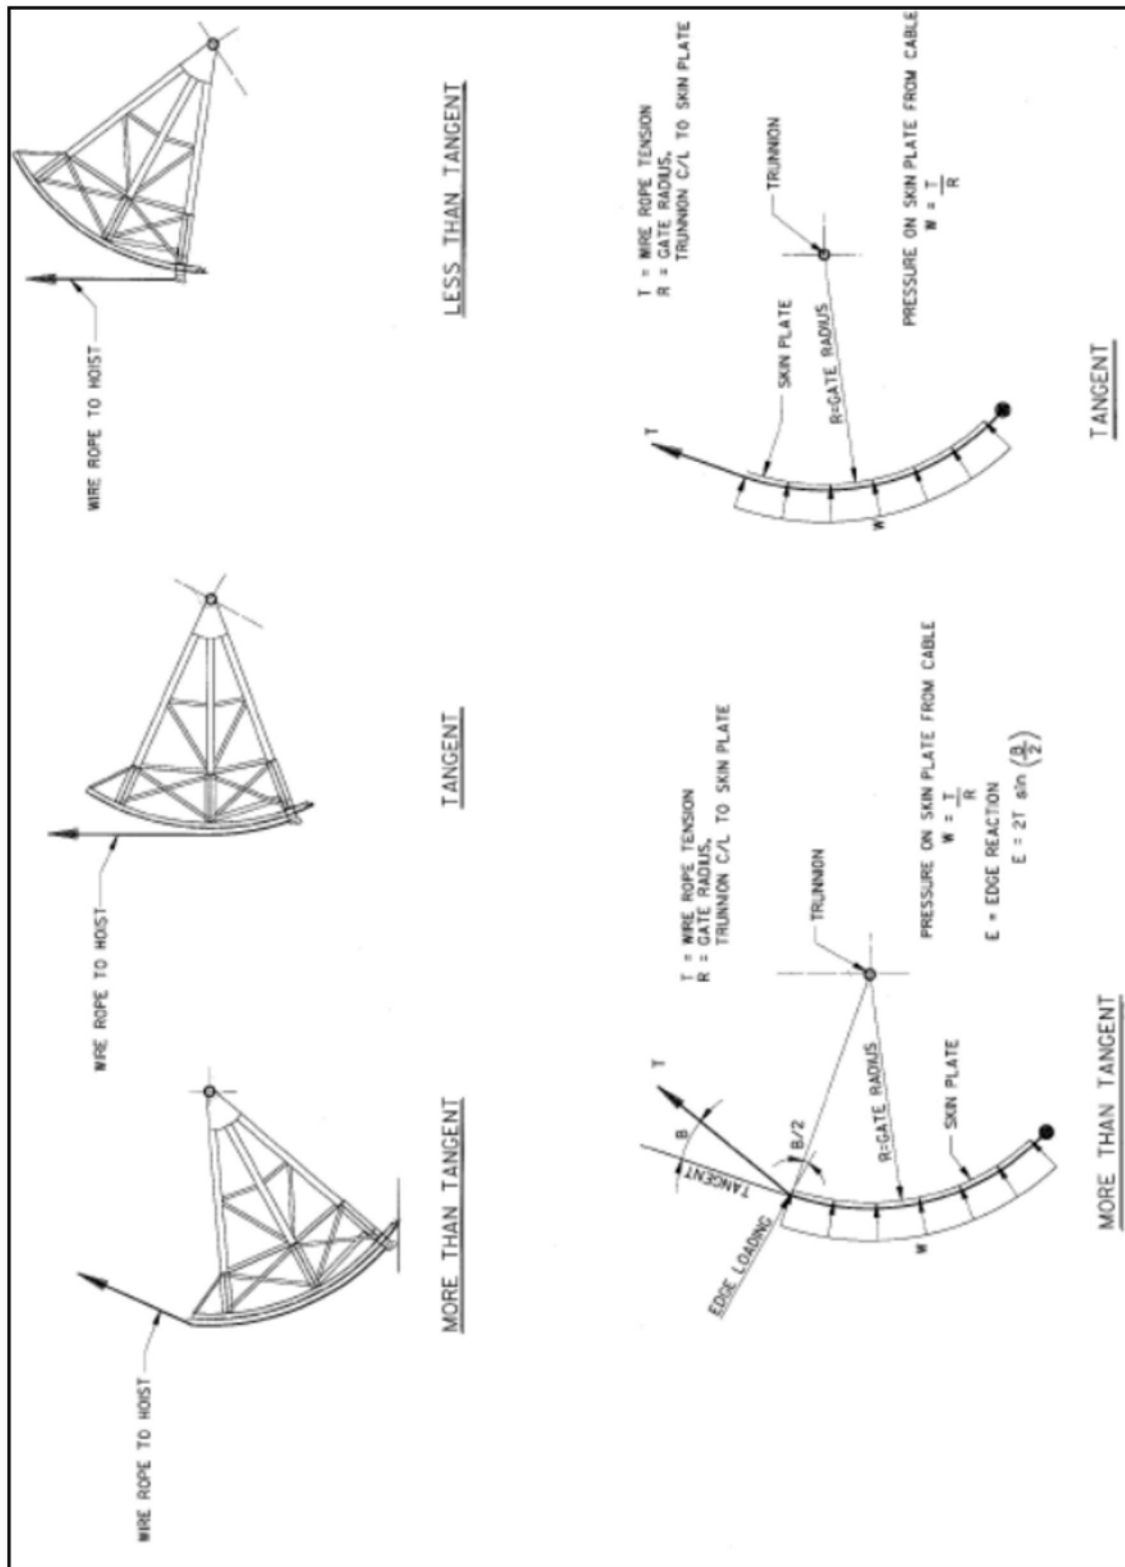 WIRE ROPE TO HOIST
MORE THAN TANGENT
WIRE ROPE TO HOIST
TANGENT
WIRE ROPE TO HOIST
LESS THAN TANGENT
T = WIRE ROPE TENSION
R = GATE RADIUS,
TRUNNION C/L TO SKIN PLATE
T
B
TANGENT
B/2
EDGE LOADING
TRUNNION
R=GATE RADIUS
SKIN PLATE
W
PRESSURE ON SKIN PLATE FROM CABLE
W = T/R
E = EDGE REACTION
E = 2T sin (B/2)
MORE THAN TANGENT
T = WIRE ROPE TENSION
R = GATE RADIUS,
TRUNNION C/L TO SKIN PLATE
T
SKIN PLATE
TRUNNION
R=GATE RADIUS
W
PRESSURE ON SKIN PLATE FROM CABLE
W = T/R
TANGENT